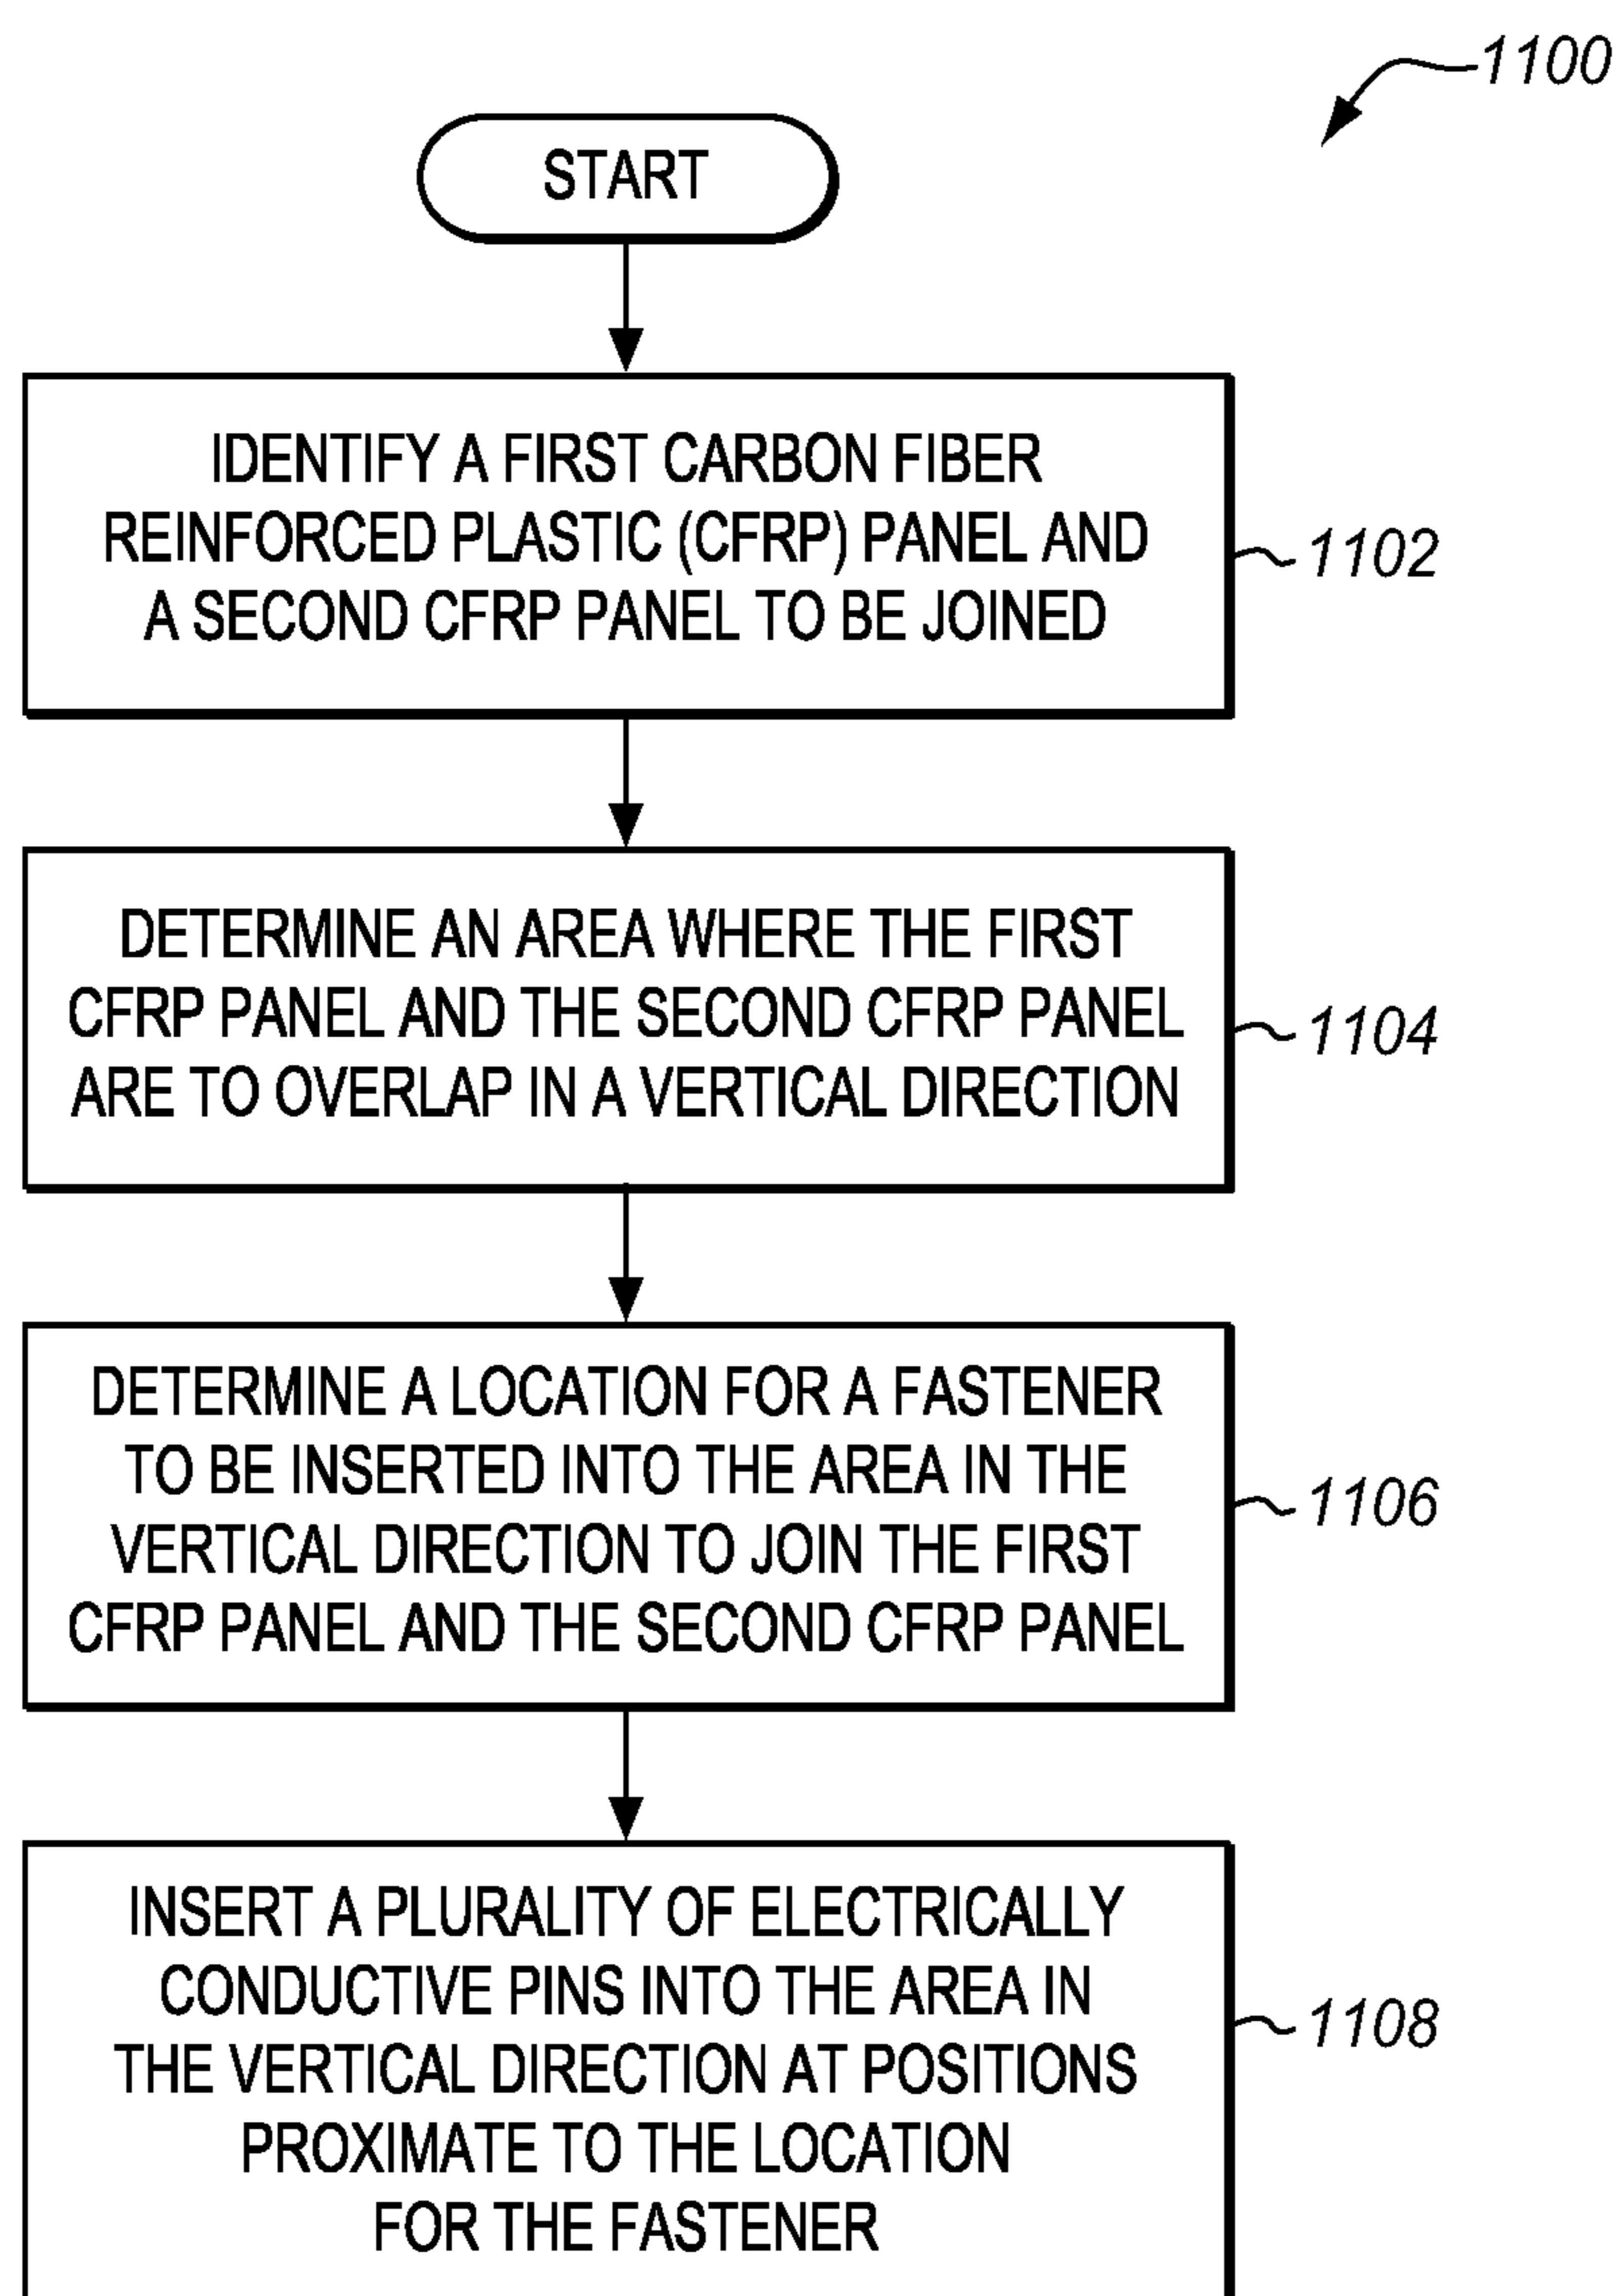 1100
START
IDENTIFY A FIRST CARBON FIBER
REINFORCED PLASTIC (CFRP) PANEL AND
A SECOND CFRP PANEL TO BE JOINED
1102
DETERMINE AN AREA WHERE THE FIRST
CFRP PANEL AND THE SECOND CFRP PANEL
ARE TO OVERLAP IN A VERTICAL DIRECTION
1104
DETERMINE A LOCATION FOR A FASTENER
TO BE INSERTED INTO THE AREA IN THE
VERTICAL DIRECTION TO JOIN THE FIRST
CFRP PANEL AND THE SECOND CFRP PANEL
1106
INSERT A PLURALITY OF ELECTRICALLY
CONDUCTIVE PINS INTO THE AREA IN
THE VERTICAL DIRECTION AT POSITIONS
PROXIMATE TO THE LOCATION
FOR THE FASTENER
1108